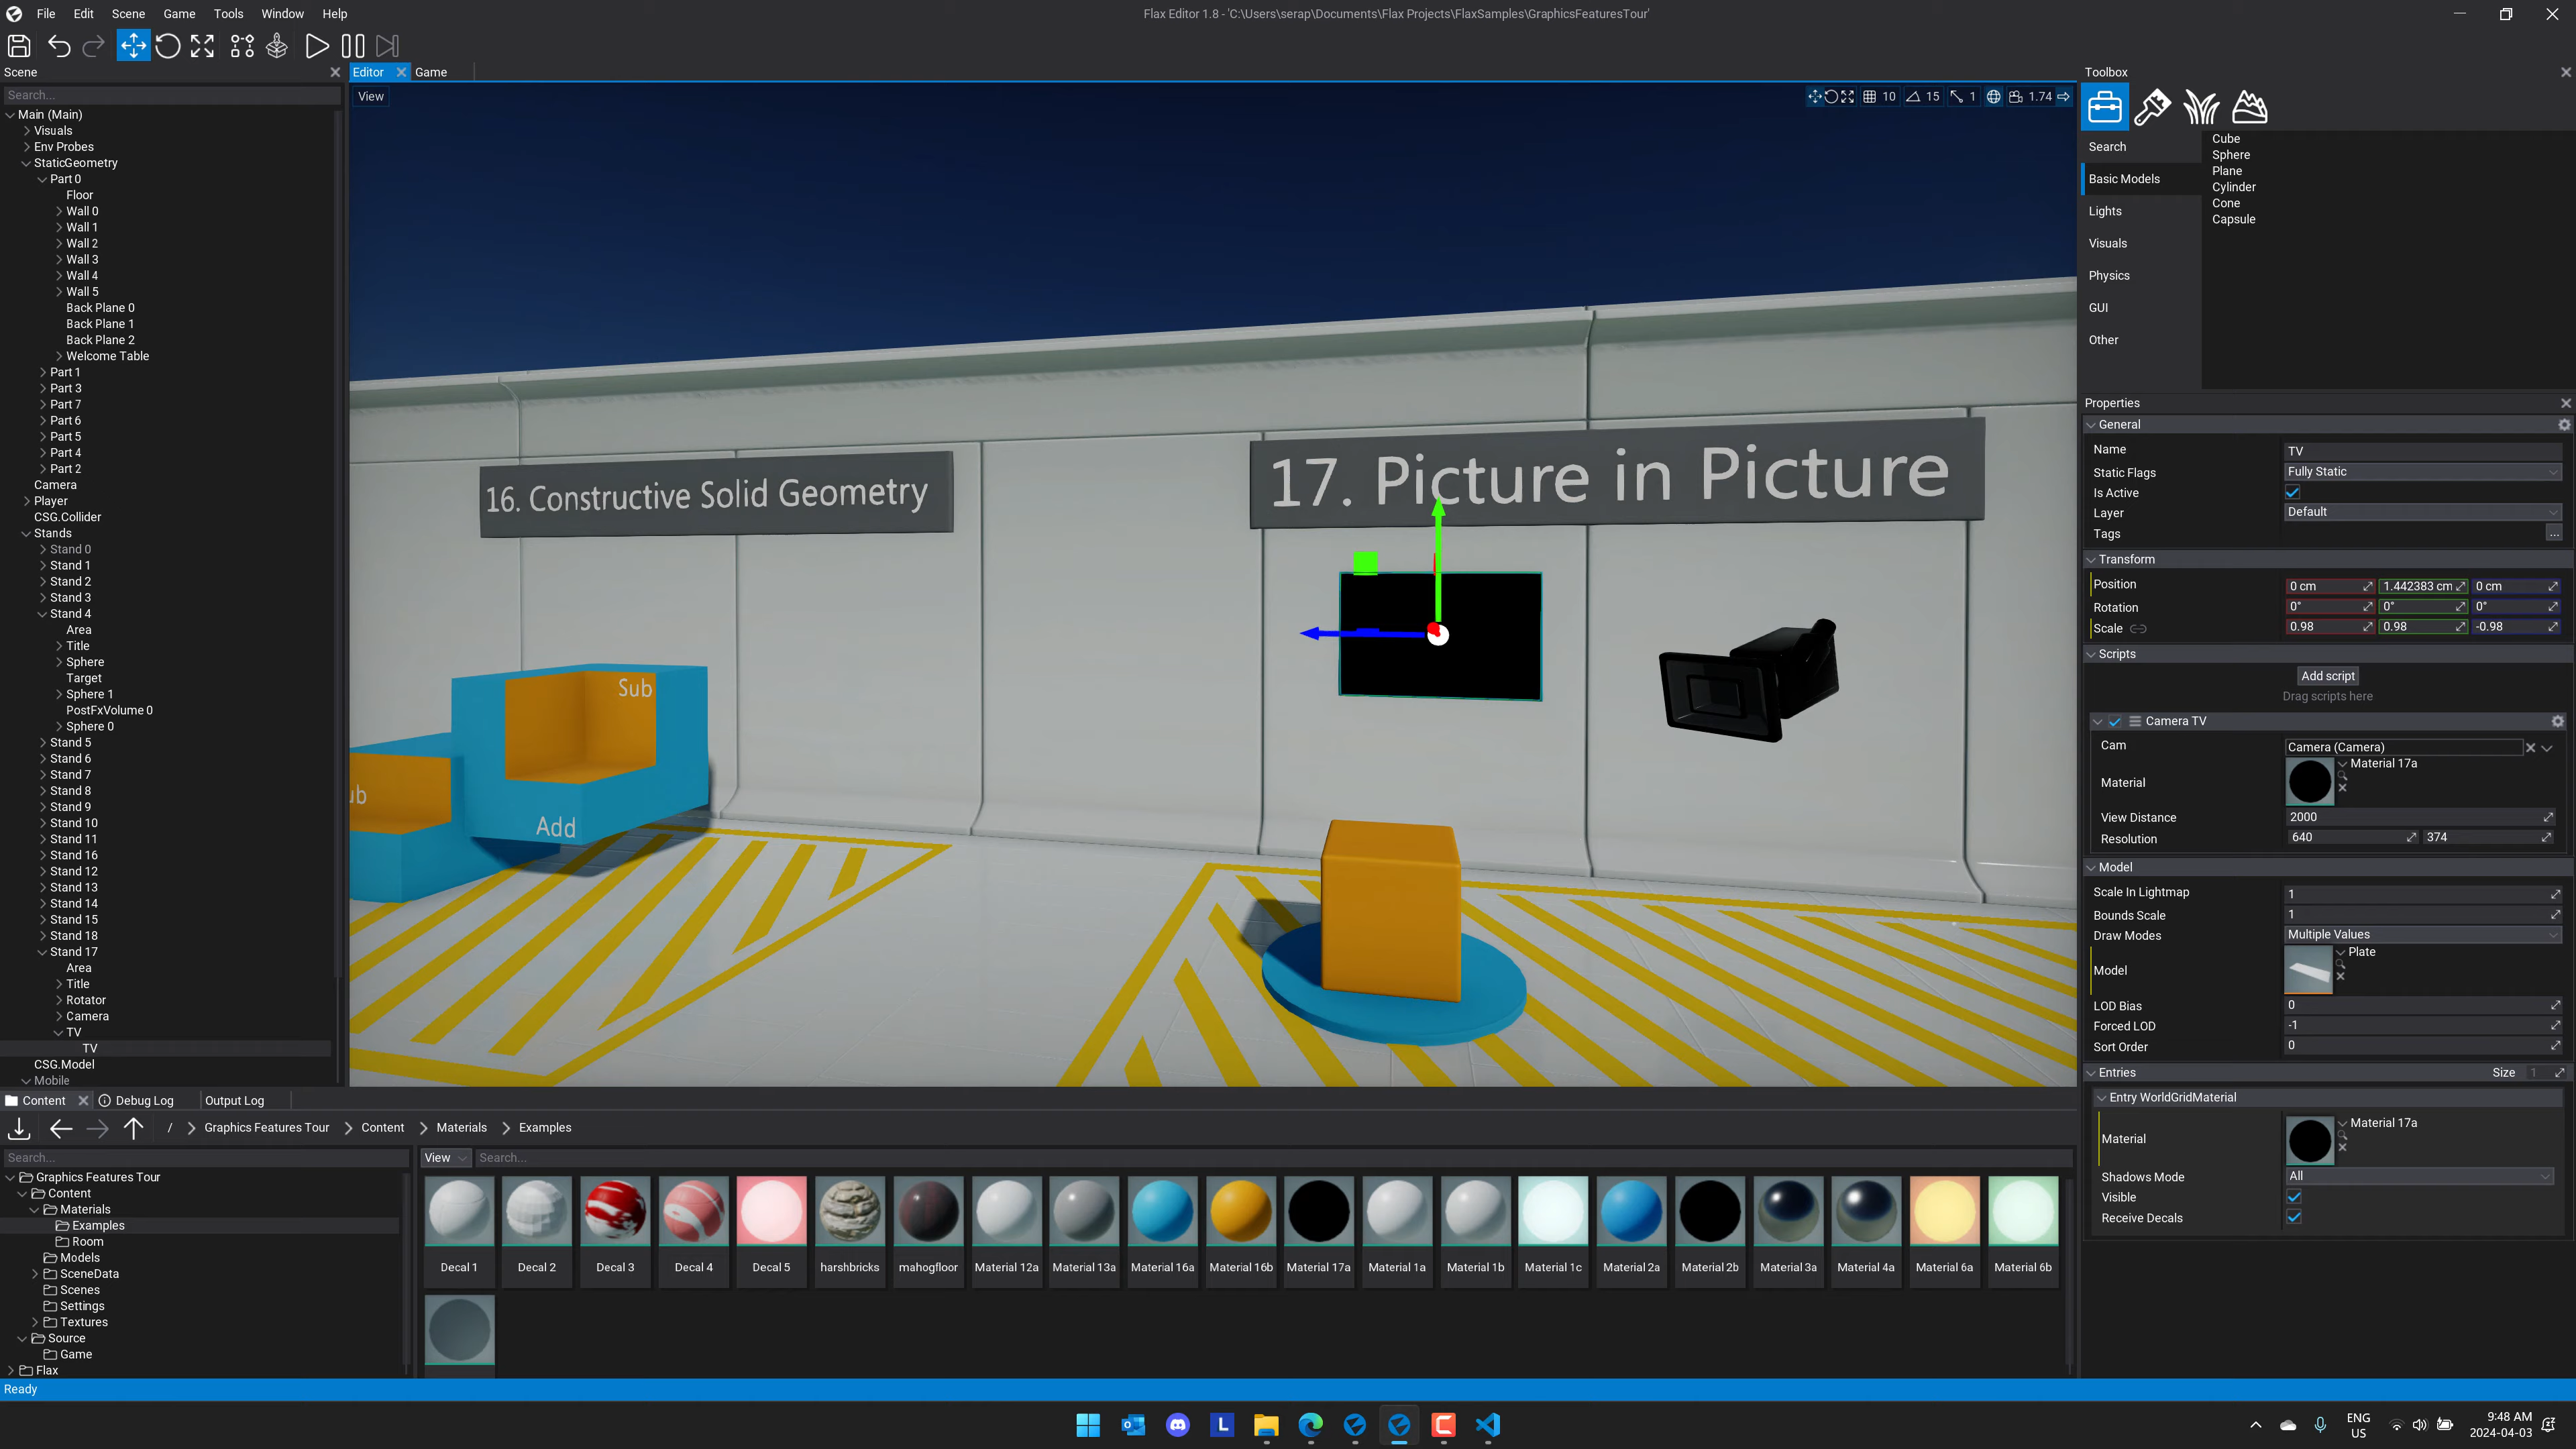 File Edit Scene Game Tools Window Help
Flax Editor 1.8 - 'C:\Users\serap\Documents\Flax Projects\FlaxSamples\GraphicsFeaturesTour'
Scene
Search...
Main (Main)
Visuals
Env Probes
StaticGeometry
Part 0
Floor
Wall 0
Wall 1
Wall 2
Wall 3
Wall 4
Wall 5
Back Plane 0
Back Plane 1
Back Plane 2
Welcome Table
Part 1
Part 3
Part 7
Part 6
Part 5
Part 4
Part 2
Camera
Player
CSG.Collider
Stands
Stand 0
Stand 1
Stand 2
Stand 3
Stand 4
Area
Title
Sphere
Target
Sphere 1
PostFxVolume 0
Sphere 0
Stand 5
Stand 6
Stand 7
Stand 8
Stand 9
Stand 10
Stand 11
Stand 16
Stand 12
Stand 13
Stand 14
Stand 15
Stand 18
Stand 17
Area
Title
Rotator
Camera
TV
TV
CSG.Model
Mobile
Editor Game
View
10 15 1 1.74
16. Constructive Solid Geometry
17. Picture in Picture
Sub
ub
Add
Toolbox
Search
Basic Models
Lights
Visuals
Physics
GUI
Other
Cube
Sphere
Plane
Cylinder
Cone
Capsule
Properties
General
Name TV
Static Flags Fully Static
Is Active
Layer Default
Tags ...
Transform
Position 0 cm 1.442383 cm 0 cm
Rotation 0° 0° 0°
Scale 0.98 0.98 -0.98
Scripts
Add script
Drag scripts here
Camera TV
Cam Camera (Camera)
Material Material 17a
View Distance 2000
Resolution 640 374
Model
Scale In Lightmap 1
Bounds Scale 1
Draw Modes Multiple Values
Model Plate
LOD Bias 0
Forced LOD -1
Sort Order 0
Entries Size 1
Entry WorldGridMaterial
Material Material 17a
Shadows Mode All
Visible
Receive Decals
Content Debug Log Output Log
/ Graphics Features Tour Content Materials Examples
Search...
View Search...
Graphics Features Tour
Content
Materials
Examples
Room
Models
SceneData
Scenes
Settings
Textures
Source
Game
Flax
Decal 1 Decal 2 Decal 3 Decal 4 Decal 5 harshbricks mahogfloor Material 12a Material 13a Material 16a Material 16b Material 17a Material 1a Material 1b Material 1c Material 2a Material 2b Material 3a Material 4a Material 6a Material 6b
Ready
L
ENG
US
9:48 AM
2024-04-03